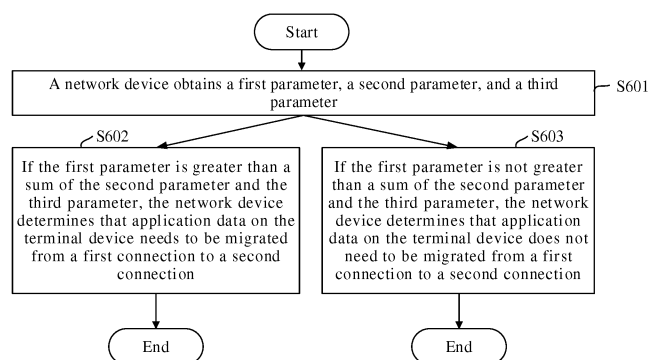 Start
A network device obtains a first parameter, a second parameter, and a third
parameter
S601
S602
If the first parameter is greater than a
sum of the second parameter and the
third parameter, the network device
determines that application data on the
terminal device needs to be migrated
from a first connection to a second
connection
S603
If the first parameter is not greater
than a sum of the second parameter
and the third parameter, the network
device determines that application
data on the terminal device does not
need to be migrated from a first
connection to a second connection
End
End